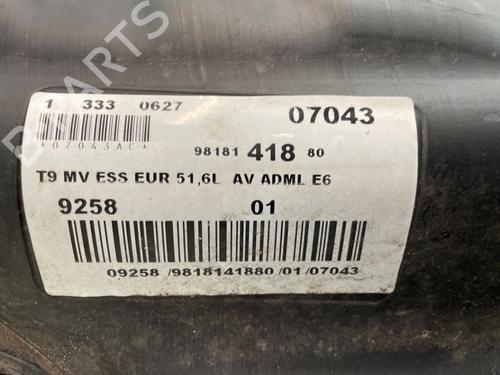 B-PARTS
1 333 0627
07043
*07043AC*
98181 418 80
T9 MV ESS EUR 51,6L AV ADML E6
9258 01
09258 /9818141880/01/07043